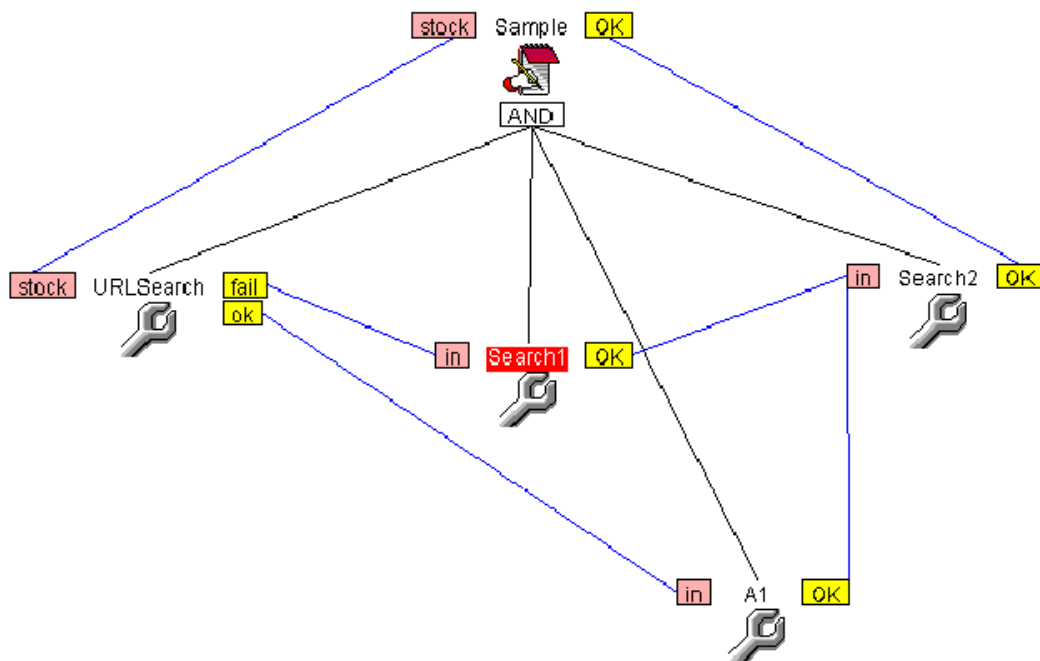 stock Sample OK
AND
stock URLSearch fail
ok
in Search2 OK
in Search1 OK
in A1 OK